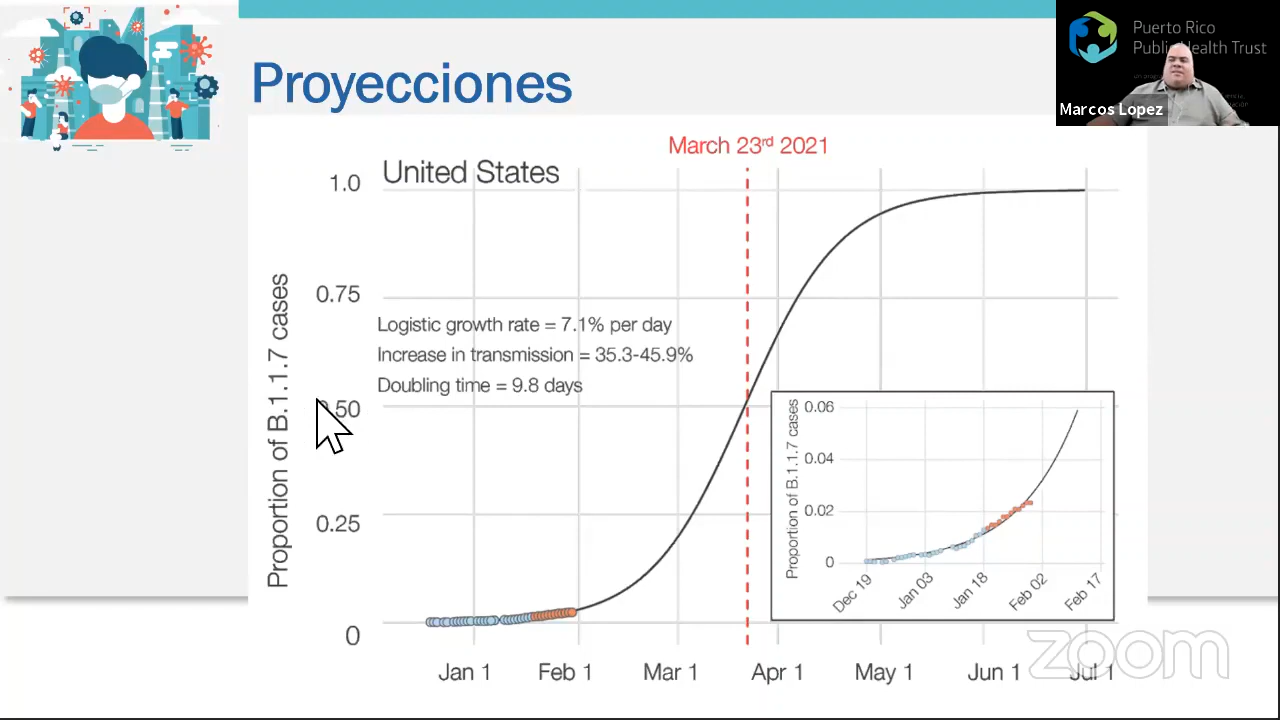 Proyecciones
Puerto Rico
Public Health Trust
Marcos Lopez
March 23rd 2021
United States
Proportion of B.1.1.7 cases
1.0
0.75
0.50
0.25
0
Logistic growth rate = 7.1% per day
Increase in transmission = 35.3-45.9%
Doubling time = 9.8 days
Proportion of B.1.1.7 cases
0.06
0.04
0.02
0
Dec 19
Jan 03
Jan 18
Feb 02
Feb 17
Jan 1
Feb 1
Mar 1
Apr 1
May 1
Jun 1
Jul 1
zoom